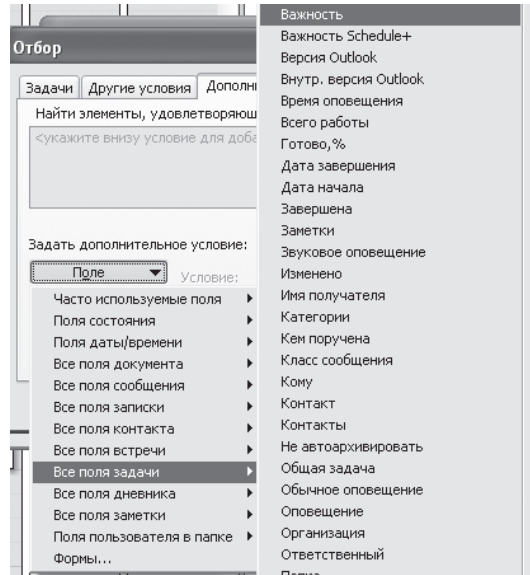 Отбор
Задачи
Другие условия
Найти элементы, удовлетворяющ
<укажите внизу условие для доба
Задать дополнительное условие:
Поле
Условие:
Часто используемые поля
Поля состояния
Поля даты/времени
Все поля документа
Все поля сообщения
Все поля записки
Все поля контакта
Все поля встречи
Все поля задачи
Все поля дневника
Все поля заметки
Поля пользователя в папке
Формы...
Важность
Важность Schedule+
Версия Outlook
Внутр. версия Outlook
Время оповещения
Всего работы
Готово,%
Дата завершения
Дата начала
Завершена
Заметки
Звуковое оповещение
Изменено
Имя получателя
Категории
Кем поручена
Класс сообщения
Кому
Контакт
Контакты
Не автоархивировать
Общая задача
Обычное оповещение
Оповещение
Организация
Ответственный